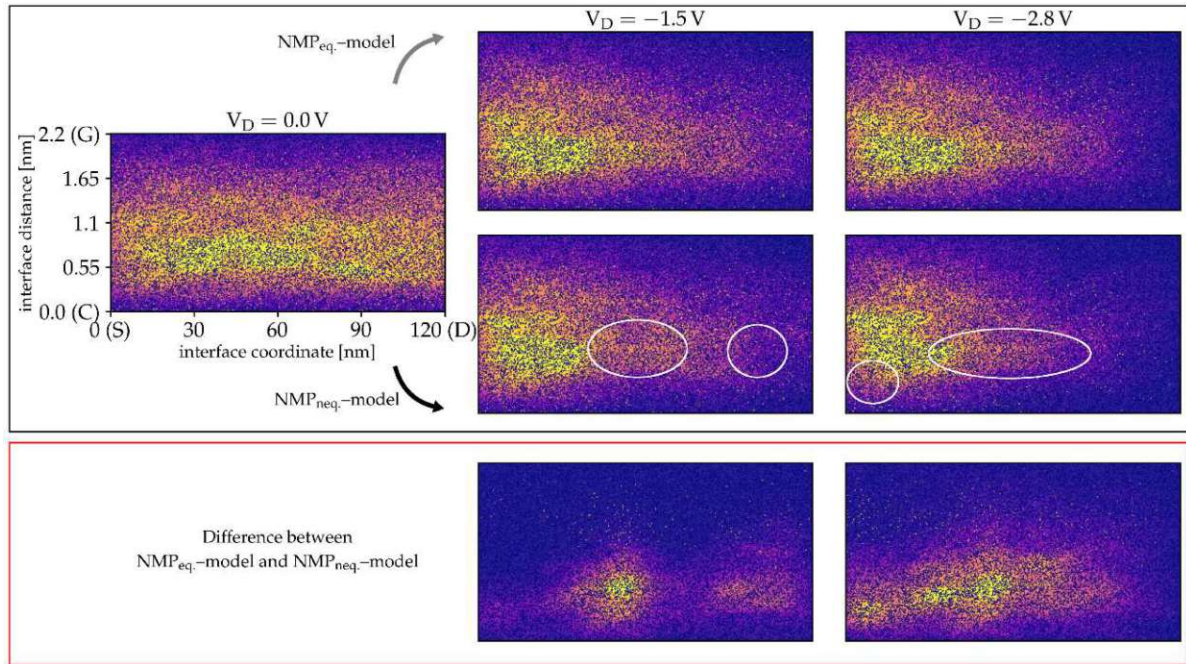 V_D = −1.5 V
V_D = −2.8 V
NMP_eq.–model
V_D = 0.0 V
2.2 (G)
1.65
1.1
0.55
0.0 (C)
interface distance [nm]
0 (S) 30 60 90 120 (D)
interface coordinate [nm]
NMP_neq.–model
Difference between
NMP_eq.–model and NMP_neq.–model